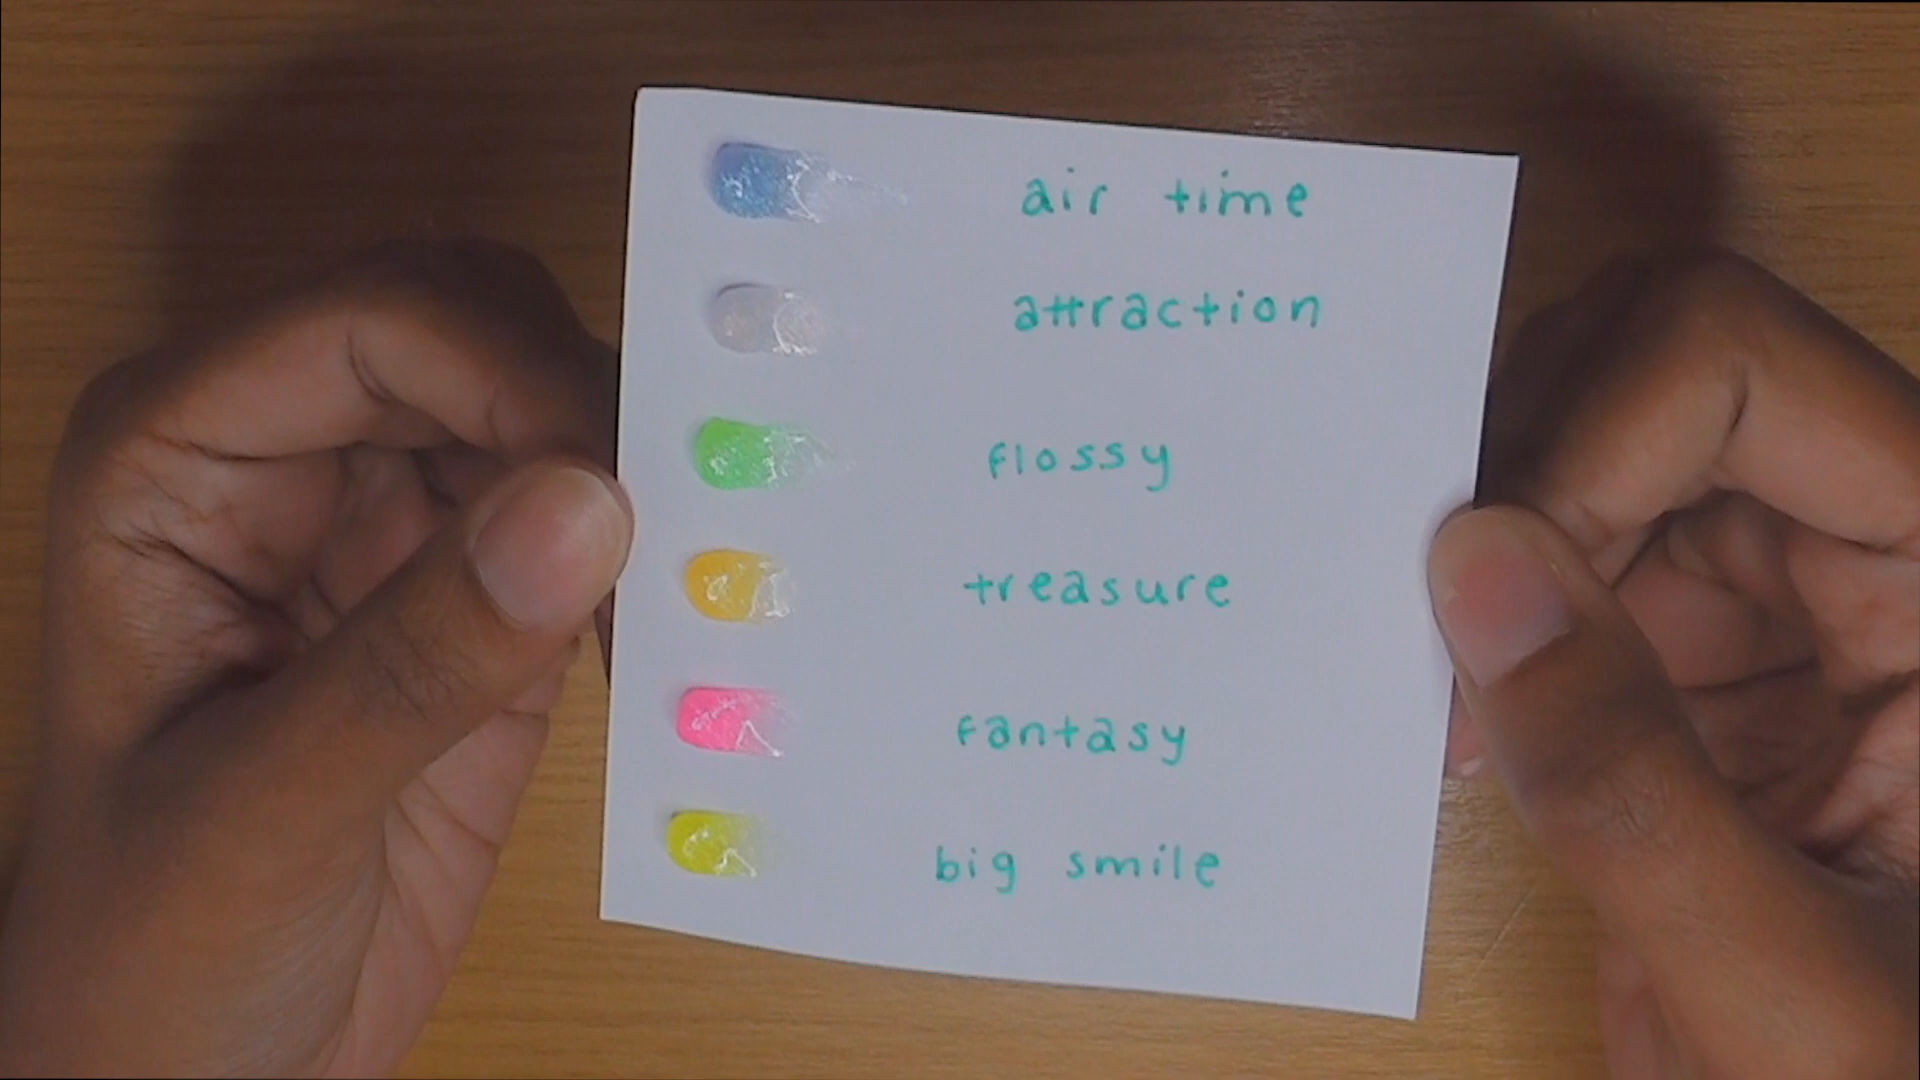 air time
attraction
flossy
treasure
fantasy
big smile